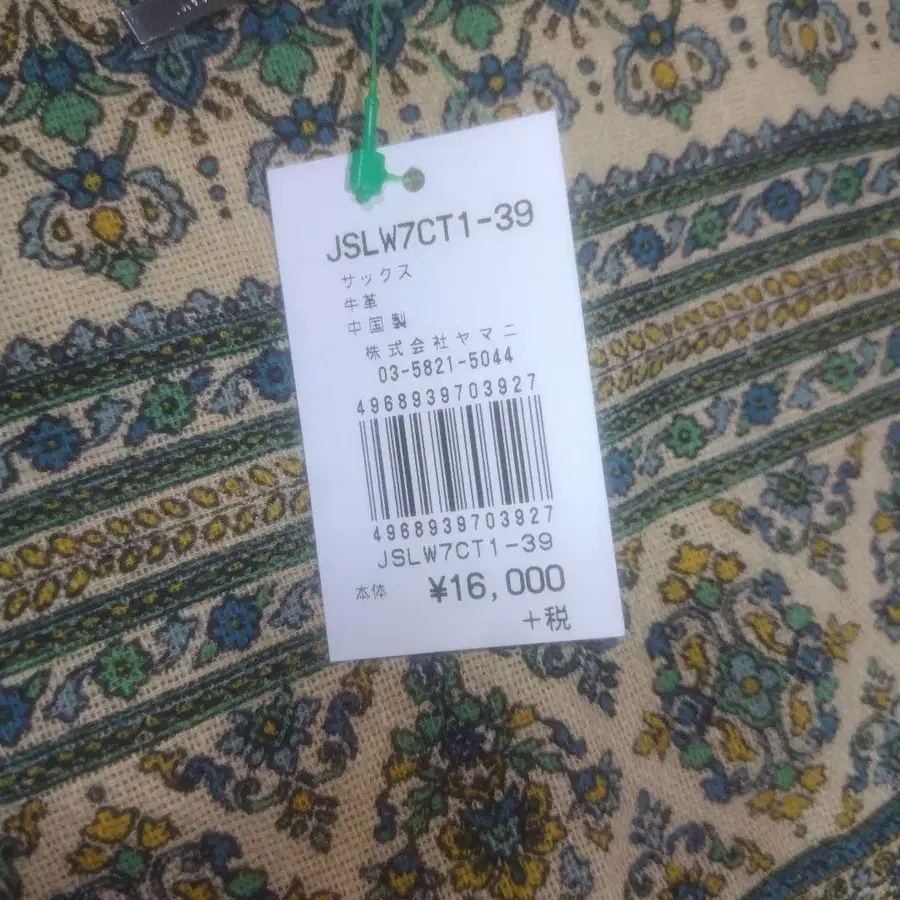 JSLW7CT1-39
サックス
牛革
中国製
株式会社ヤマニ
03-5821-5044
4968939703927
4968939703927
JSLW7CT1-39
本体 ¥16,000
+税